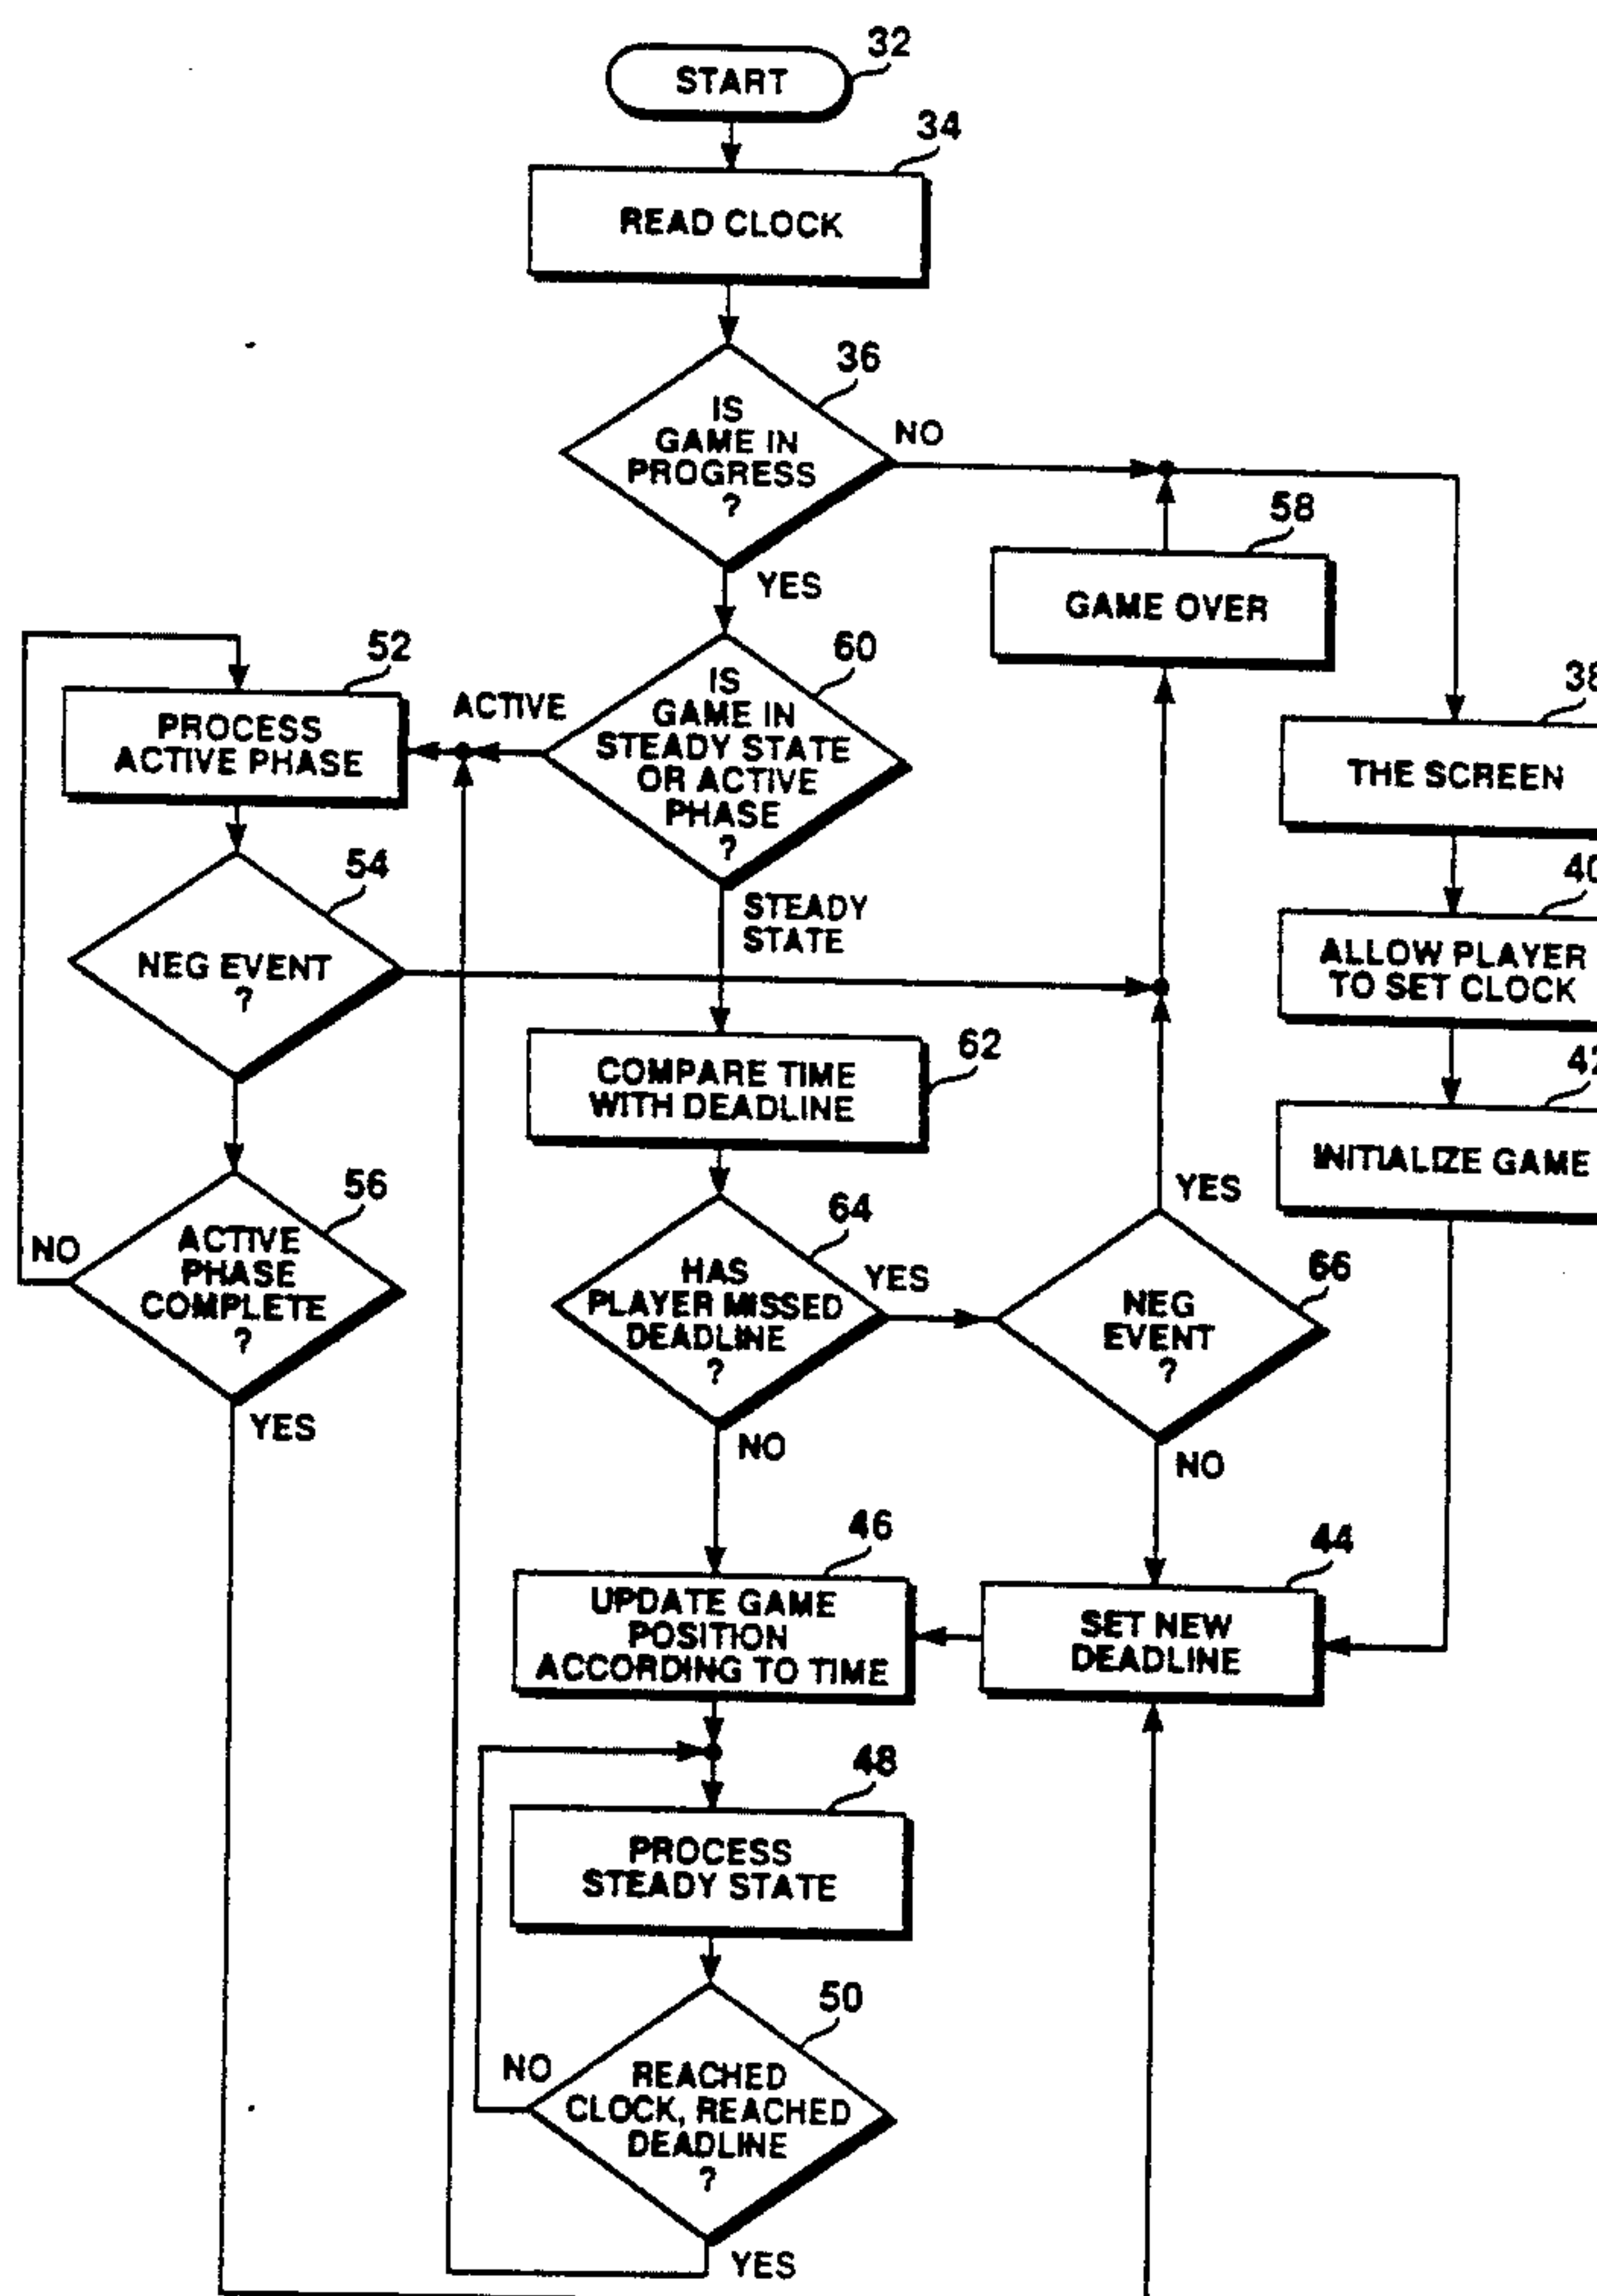 START
32
READ CLOCK
34
IS
GAME IN
PROGRESS
?
36
NO
YES
GAME OVER
58
PROCESS
ACTIVE PHASE
52
ACTIVE
IS
GAME IN
STEADY STATE
OR ACTIVE
PHASE
?
60
STEADY
STATE
THE SCREEN
38
NEG EVENT
?
54
ALLOW PLAYER
TO SET CLOCK
40
COMPARE TIME
WITH DEADLINE
62
INITIALIZE GAME
42
ACTIVE
PHASE
COMPLETE
?
56
NO
YES
HAS
PLAYER MISSED
DEADLINE
?
64
YES
NO
NEG
EVENT
?
66
YES
NO
UPDATE GAME
POSITION
ACCORDING TO TIME
46
SET NEW
DEADLINE
44
PROCESS
STEADY STATE
48
REACHED
CLOCK, REACHED
DEADLINE
?
50
NO
YES